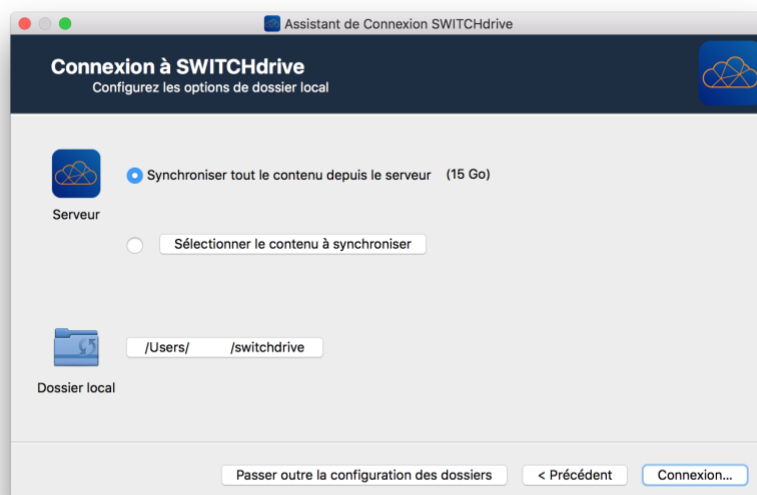 Assistant de Connexion SWITCHdrive
Connexion à SWITCHdrive
Configurez les options de dossier local
Synchroniser tout le contenu depuis le serveur (15 Go)
Serveur
Sélectionner le contenu à synchroniser
/Users/ /switchdrive
Dossier local
Passer outre la configuration des dossiers < Précédent Connexion...